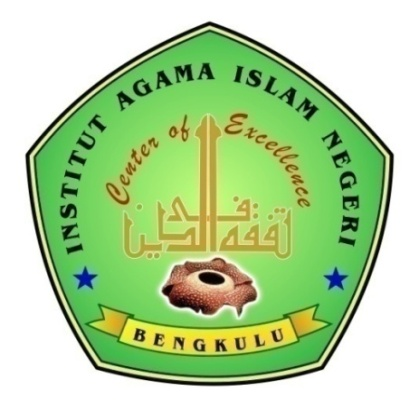 INSTITUT AGAMA ISLAM NEGERI
Center of Excellence
تفقه في الدين
BENGKULU